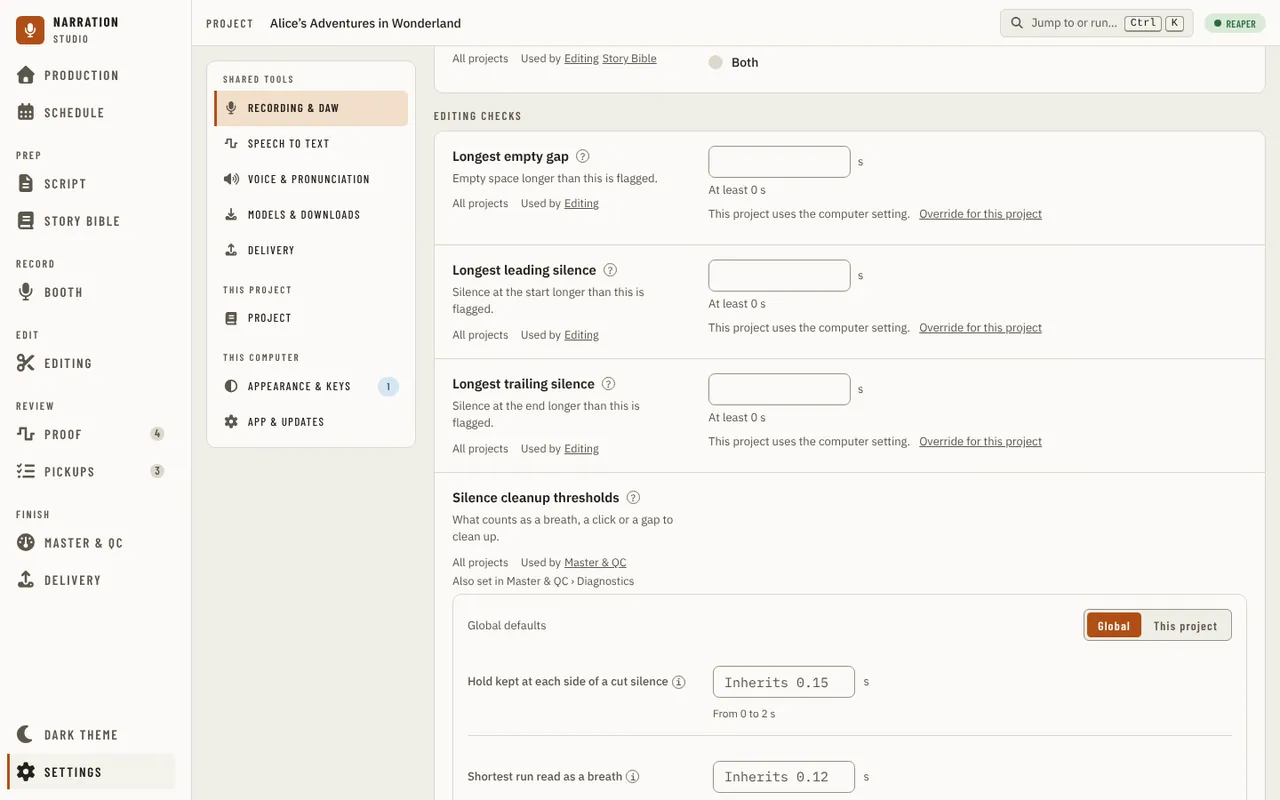 NARRATION
STUDIO
PRODUCTION
SCHEDULE
PREP
SCRIPT
STORY BIBLE
RECORD
BOOTH
EDIT
EDITING
REVIEW
PROOF 4
PICKUPS 3
FINISH
MASTER & QC
DELIVERY
DARK THEME
SETTINGS
PROJECT Alice's Adventures in Wonderland
Jump to or run... Ctrl K
REAPER
SHARED TOOLS
RECORDING & DAW
SPEECH TO TEXT
VOICE & PRONUNCIATION
MODELS & DOWNLOADS
DELIVERY
THIS PROJECT
PROJECT
THIS COMPUTER
APPEARANCE & KEYS 1
APP & UPDATES
All projects Used by Editing Story Bible
Both
EDITING CHECKS
Longest empty gap ?
Empty space longer than this is flagged.
All projects Used by Editing
s
At least 0 s
This project uses the computer setting. Override for this project
Longest leading silence ?
Silence at the start longer than this is
flagged.
All projects Used by Editing
s
At least 0 s
This project uses the computer setting. Override for this project
Longest trailing silence ?
Silence at the end longer than this is
flagged.
All projects Used by Editing
s
At least 0 s
This project uses the computer setting. Override for this project
Silence cleanup thresholds ?
What counts as a breath, a click or a gap to
clean up.
All projects Used by Master & QC
Also set in Master & QC › Diagnostics
Global defaults
Global This project
Hold kept at each side of a cut silence i
Inherits 0.15 s
From 0 to 2 s
Shortest run read as a breath i
Inherits 0.12 s